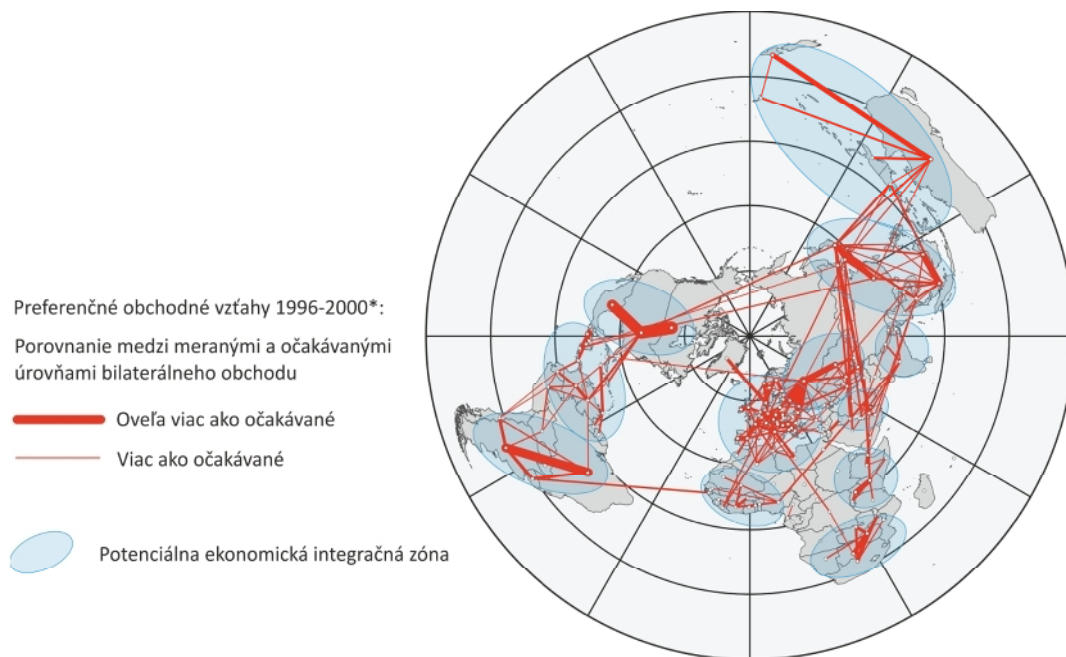 Preferenčné obchodné vzťahy 1996-2000*:
Porovnanie medzi meranými a očakávanými
úrovňami bilaterálneho obchodu
Oveľa viac ako očakávané
Viac ako očakávané
Potenciálna ekonomická integračná zóna